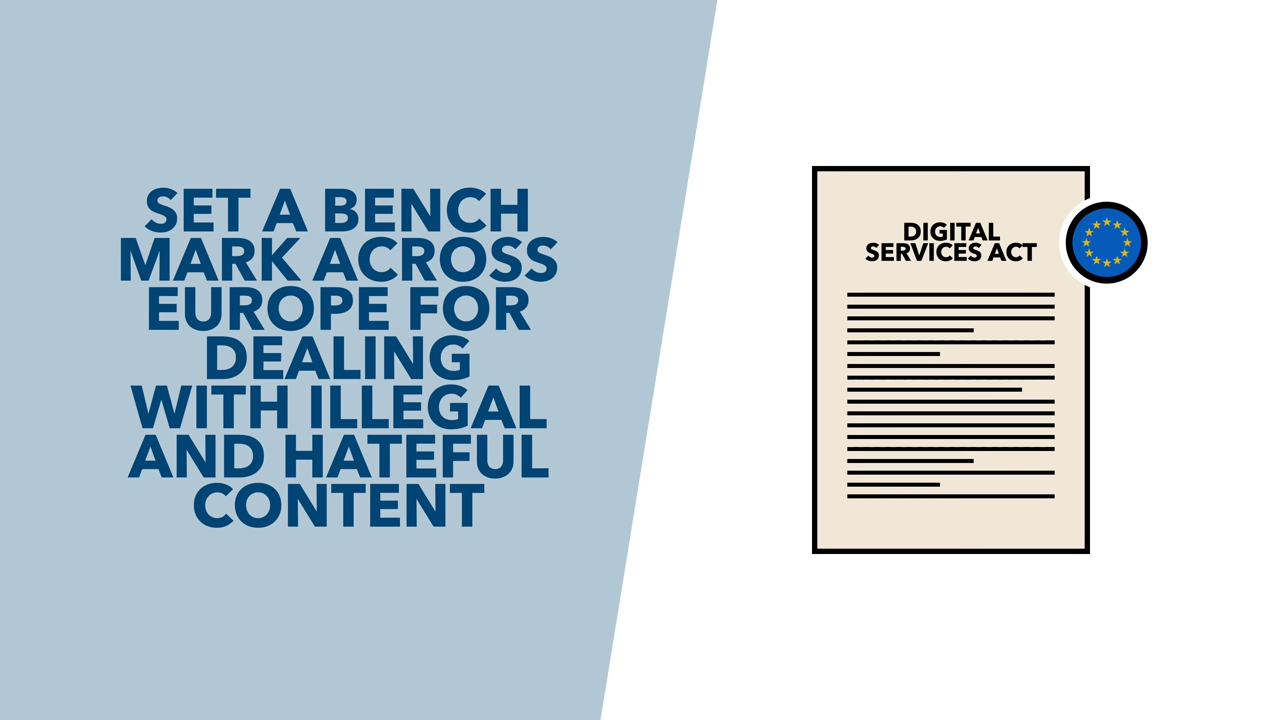 SET A BENCH
MARK ACROSS
EUROPE FOR
DEALING
WITH ILLEGAL
AND HATEFUL
CONTENT
DIGITAL
SERVICES ACT